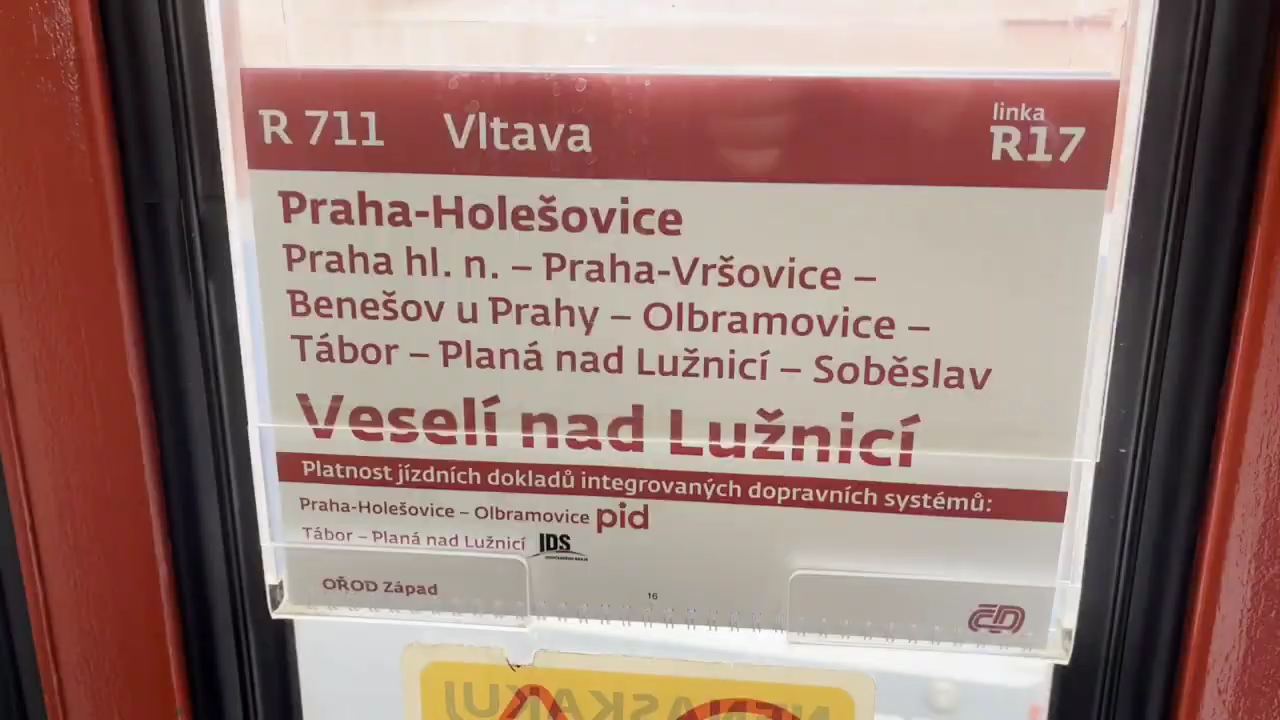 R 711 Vltava linka R17
Praha-Holešovice
Praha hl. n. – Praha-Vršovice –
Benešov u Prahy – Olbramovice –
Tábor – Planá nad Lužnicí – Soběslav
Veselí nad Lužnicí
Platnost jízdních dokladů integrovaných dopravních systémů:
Praha-Holešovice – Olbramovice pid
Tábor – Planá nad Lužnicí IDS
OŘOD Západ 16 ČD
NENASKAKUJ